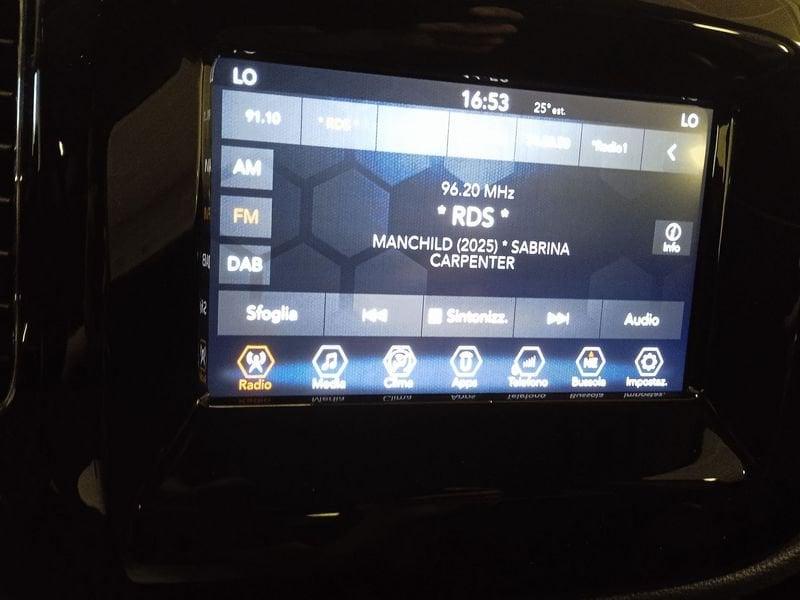 LO
16:53
25° est.
LO
91.10
* RDS *
*Radio1
AM
FM
DAB
96.20 MHz
* RDS *
MANCHILD (2025) * SABRINA
CARPENTER
Info
Sfoglia
Sintonizz.
Audio
Radio
Media
Clima
Apps
Telefono
NE
Bussola
Impostaz.